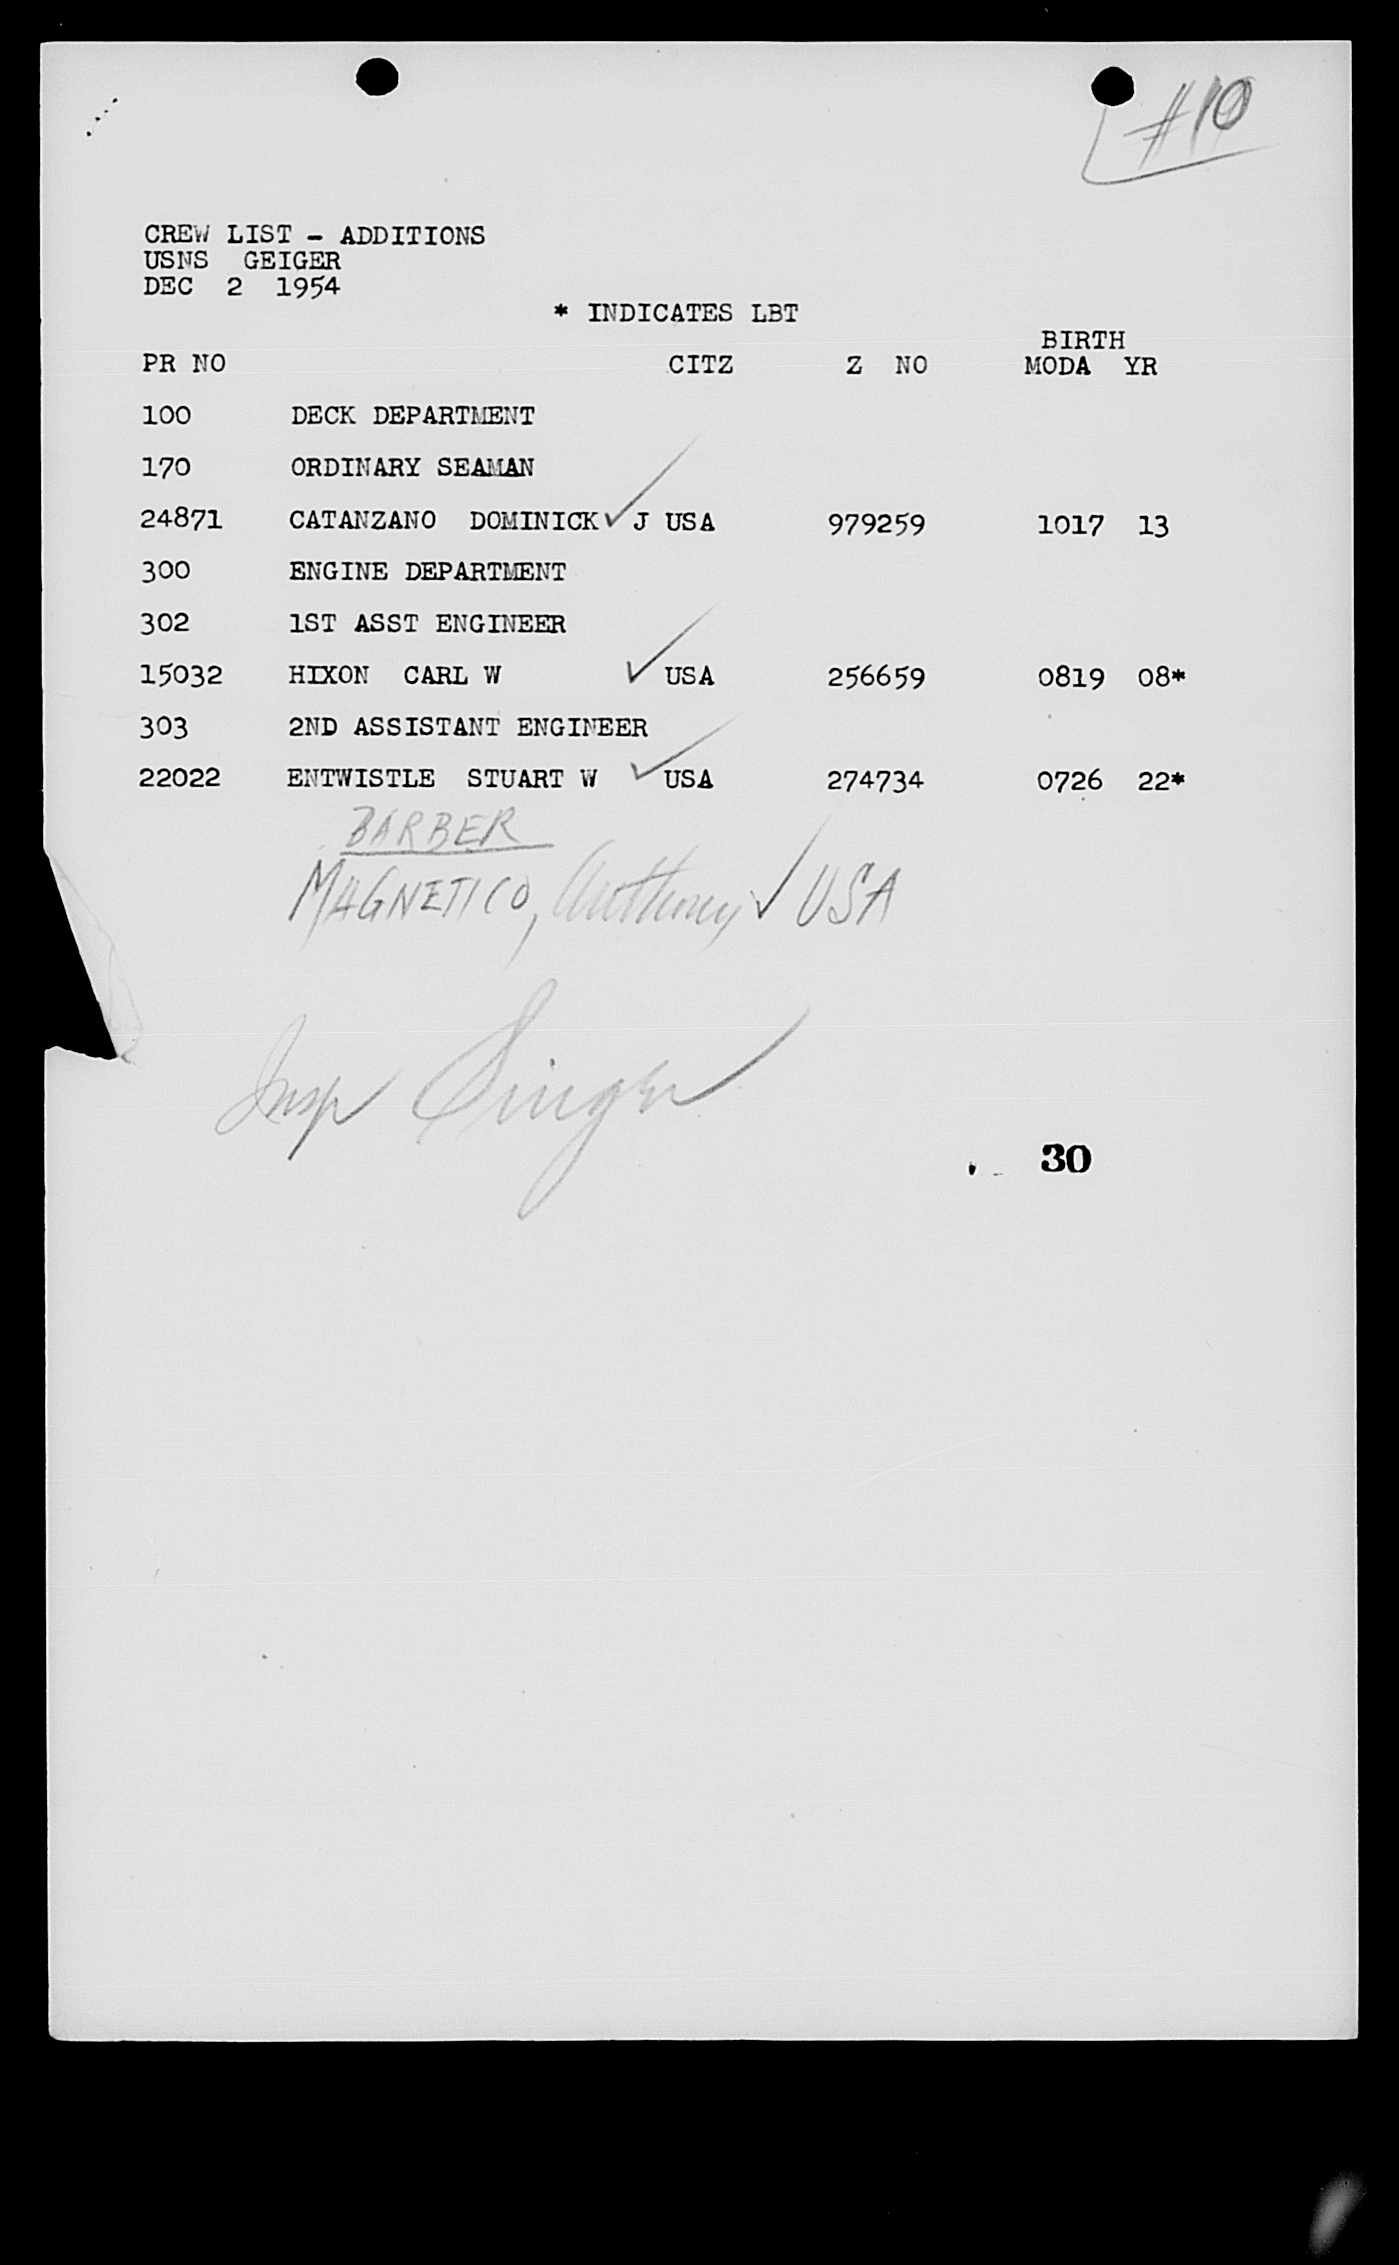 #10
CREW LIST - ADDITIONS
USNS GEIGER
DEC 2 1954
* INDICATES LBT
BIRTH
PR NO CITZ Z NO MODA YR
100 DECK DEPARTMENT
170 ORDINARY SEAMAN
24871 CATANZANO DOMINICK ✓ J USA 979259 1017 13
300 ENGINE DEPARTMENT
302 1ST ASST ENGINEER
15032 HIXON CARL W ✓ USA 256659 0819 08*
303 2ND ASSISTANT ENGINEER
22022 ENTWISTLE STUART W ✓ USA 274734 0726 22*
BARBER
MAGNETICO, Anthony ✓ USA
Insp Singer
30